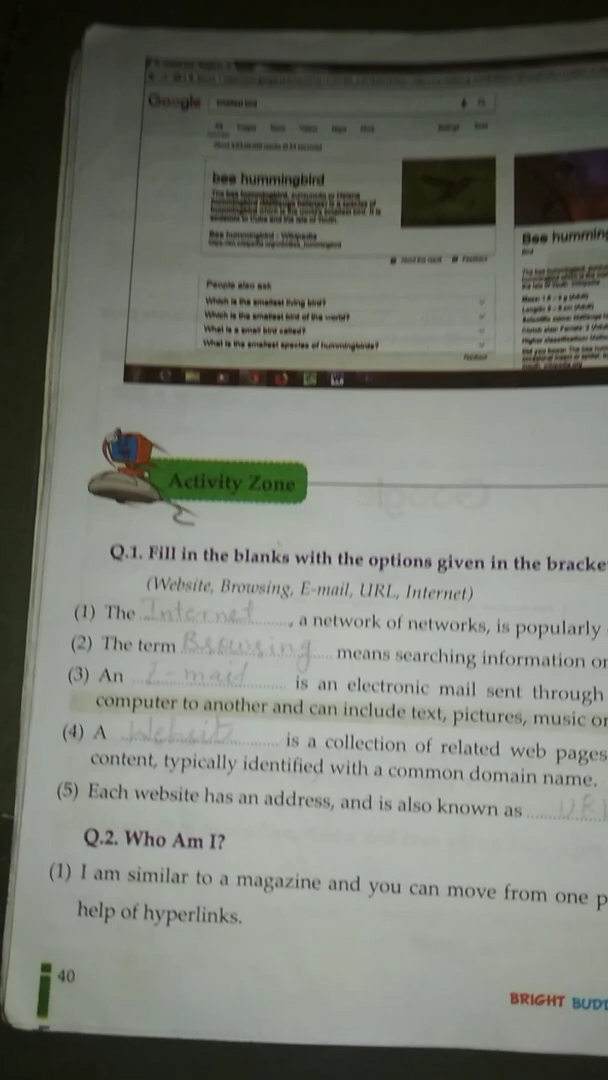 Google
smallest bird
bee hummingbird
Bee hummingbird - Wikipedia
Bee humming
Bird
People also ask
Which is the smallest living bird?
Which is the smallest bird of the world?
What is a small bird called?
What is the smallest species of hummingbirds?
Feedback
Activity Zone
Q.1. Fill in the blanks with the options given in the bracke
(Website, Browsing, E-mail, URL, Internet)
(1) The Internet, a network of networks, is popularly
(2) The term Browsing means searching information or
(3) An E-mail is an electronic mail sent through
computer to another and can include text, pictures, music or
(4) A Website is a collection of related web pages
content, typically identified with a common domain name.
(5) Each website has an address, and is also known as URL
Q.2. Who Am I?
(1) I am similar to a magazine and you can move from one p
help of hyperlinks.
40
BRIGHT BUD